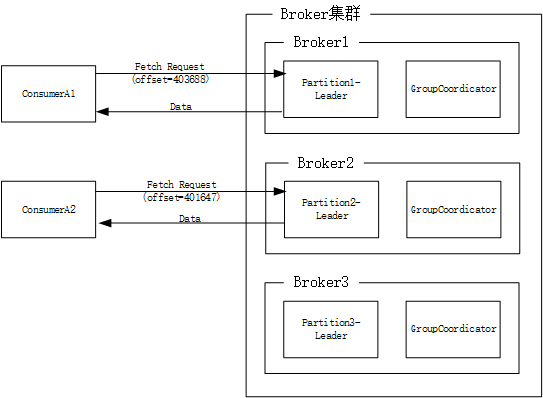 Broker集群
Broker1
Fetch Request
(offset=403688)
ConsumerA1
Data
Partition1-
Leader
GroupCoordicator
Broker2
Fetch Request
(offset=401647)
ConsumerA2
Data
Partition2-
Leader
GroupCoordicator
Broker3
Partition3-
Leader
GroupCoordicator